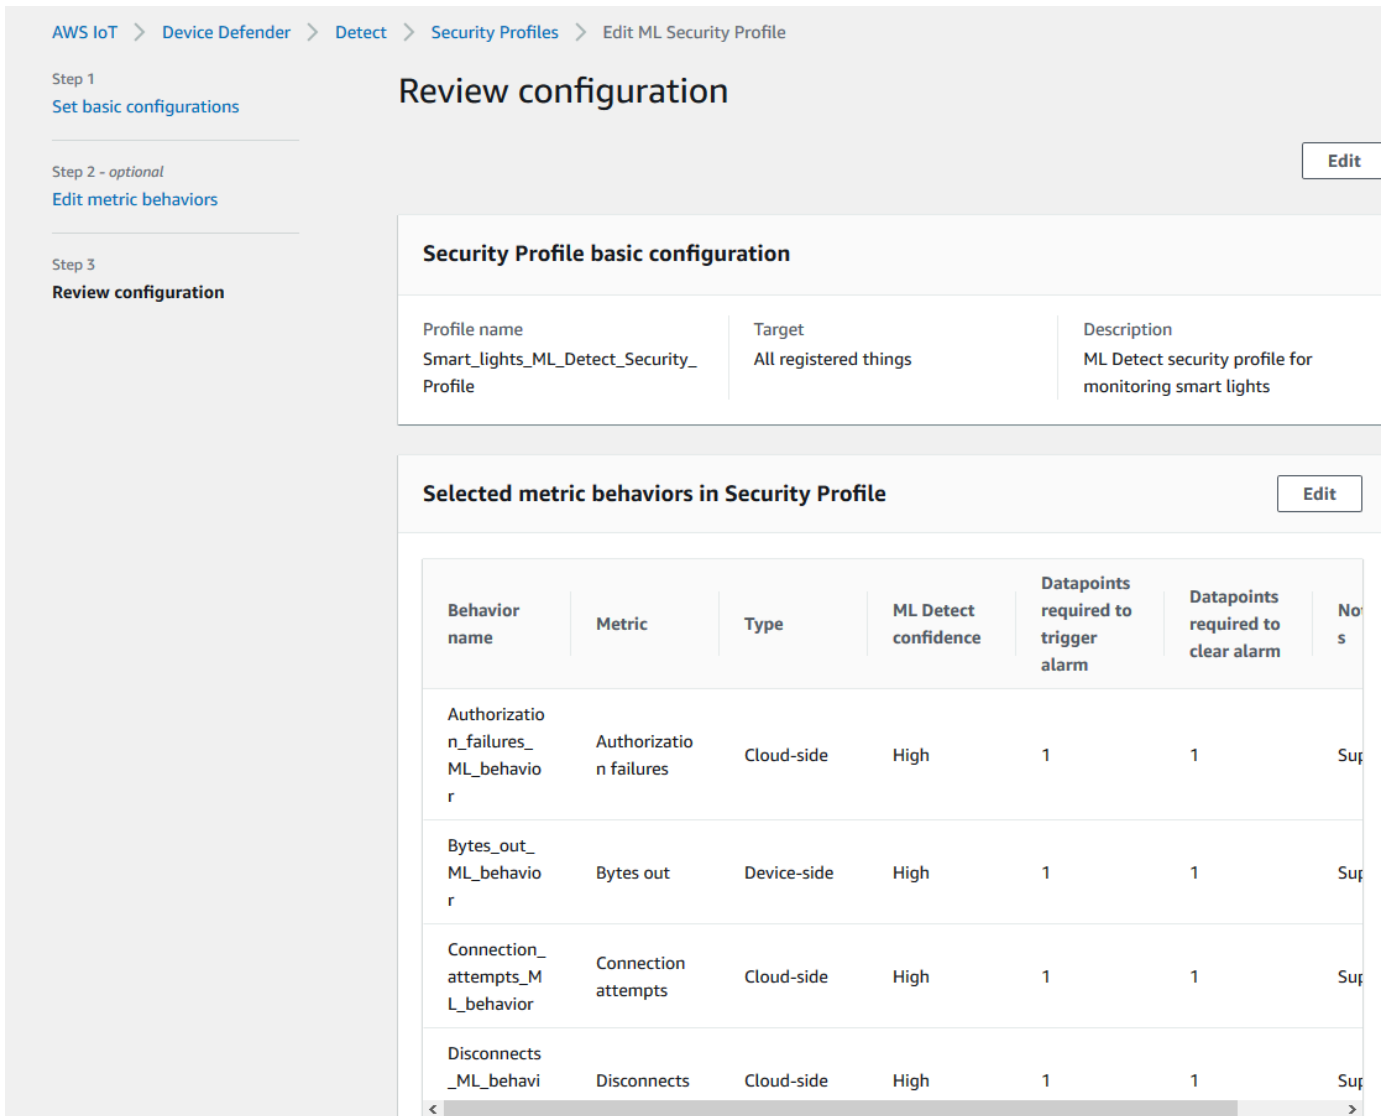 AWS IoT > Device Defender > Detect > Security Profiles > Edit ML Security Profile
Step 1
Set basic configurations
Step 2 - optional
Edit metric behaviors
Step 3
Review configuration
Review configuration
Edit
Security Profile basic configuration
Profile name
Smart_lights_ML_Detect_Security_
Profile
Target
All registered things
Description
ML Detect security profile for
monitoring smart lights
Selected metric behaviors in Security Profile
Edit
Behavior
name
Metric
Type
ML Detect
confidence
Datapoints
required to
trigger
alarm
Datapoints
required to
clear alarm
Authorizatio
n_failures_
ML_behavio
r
Authorizatio
n failures
Cloud-side
High
1
1
Bytes_out_
ML_behavio
r
Bytes out
Device-side
High
1
1
Connection_
attempts_M
L_behavior
Connection
attempts
Cloud-side
High
1
1
Disconnects
_ML_behavi
Disconnects
Cloud-side
High
1
1